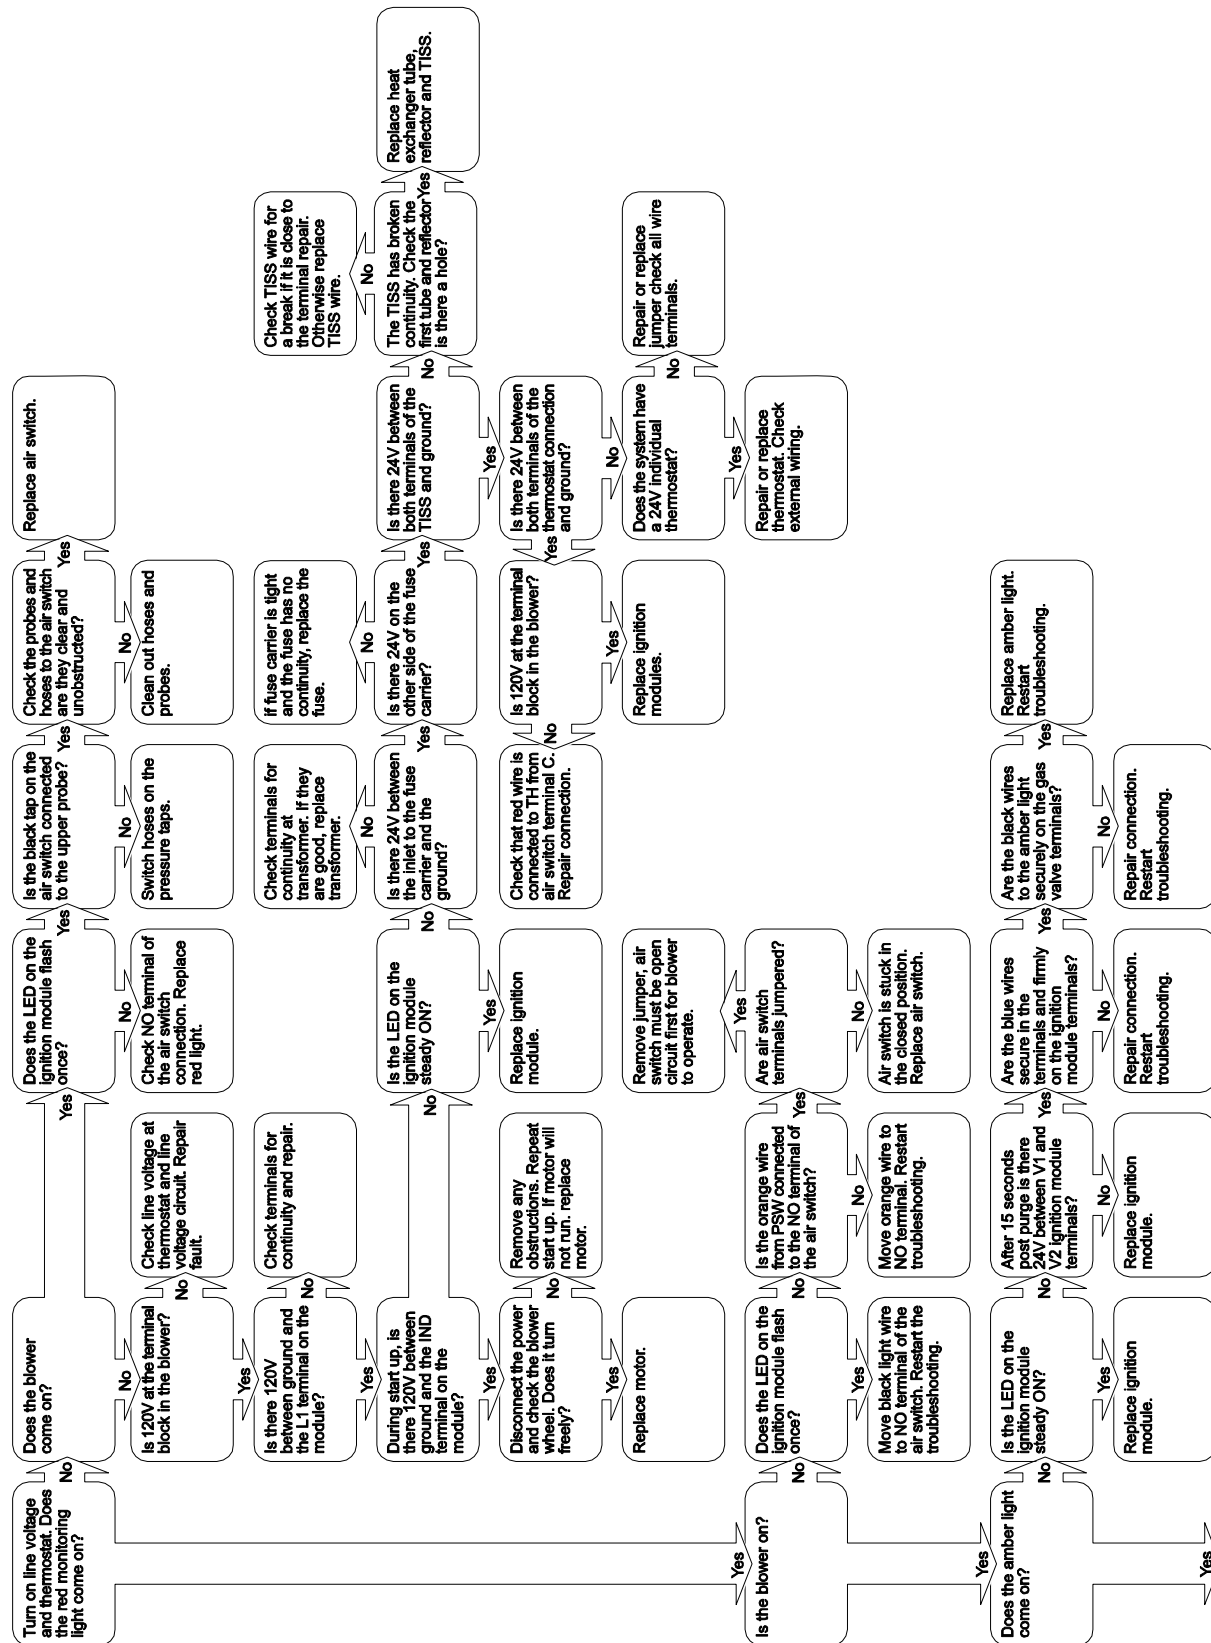 Turn on line voltage
and thermostat. Does
the red monitoring
light come on?
No
Does the blower
come on?
Yes
Does the LED on the
ignition module flash
once?
Yes
Is the black tap on the
air switch connected
to the upper probe?
Yes
Check the probes and
hoses to the air switch
are they clear and
unobstructed?
Yes
Replace air switch.
No
Is 120V at the terminal
block in the blower?
No
Check line voltage at
thermostat and line
voltage circuit. Repair
fault.
No
Check NO terminal of
the air switch
connection. Replace
red light.
No
Switch hoses on the
pressure taps.
No
Clean out hoses and
probes.
Yes
Is there 120V
between ground and
the L1 terminal on the
module?
No
Check terminals for
continuity and repair.
Check terminals for
continuity at
transformer. If they
are good, replace
transformer.
No
If fuse carrier is tight
and the fuse has no
continuity, replace the
fuse.
No
Check TISS wire for
a break if it is close to
the terminal repair.
Otherwise replace
TISS wire.
No
Yes
During start up, is
there 120V between
ground and the IND
terminal on the
module?
No
Is the LED on the
ignition module
steady ON?
No
Is there 24V between
the inlet to the fuse
carrier and the
ground?
Yes
Is there 24V on the
other side of the fuse
carrier?
Yes
Is there 24V between
both terminals of the
TISS and ground?
No
The TISS has broken
continuity. Check the
first tube and reflector
is there a hole?
Yes
Replace heat
exchanger tube,
reflector and TISS.
Yes
Disconnect the power
and check the blower
wheel. Does it turn
freely?
No
Remove any
obstructions. Repeat
start up. If motor will
not run. replace
motor.
Yes
Replace ignition
module.
Check that red wire is
connected to TH from
air switch terminal C.
Repair connection.
No
Is 120V at the terminal
block in the blower?
Yes
Yes
Is there 24V between
both terminals of the
thermostat connection
and ground?
Yes
Replace motor.
Remove jumper, air
switch must be open
circuit first for blower
to operate.
Yes
Yes
Replace ignition
modules.
No
Does the system have
a 24V individual
thermostat?
No
Repair or replace
jumper check all wire
terminals.
Yes
Repair or replace
thermostat. Check
external wiring.
Yes
Is the blower on?
No
Does the LED on the
ignition module flash
once?
No
Is the orange wire
from PSW connected
to the NO terminal of
the air switch?
Yes
Are air switch
terminals jumpered?
Yes
Move black light wire
to NO terminal of the
air switch. Restart the
troubleshooting.
No
Move orange wire to
NO terminal. Restart
troubleshooting.
No
Air switch is stuck in
the closed position.
Replace air switch.
Yes
Does the amber light
come on?
No
Is the LED on the
ignition module
steady ON?
No
After 15 seconds
post purge is there
24V between V1 and
V2 ignition module
terminals?
Yes
Are the blue wires
secure in the
terminals and firmly
on the ignition
module terminals?
Yes
Are the black wires
to the amber light
securely on the gas
valve terminals?
Yes
Replace amber light.
Restart
troubleshooting.
Yes
Replace ignition
module.
No
Replace ignition
module.
No
Repair connection.
Restart
troubleshooting.
No
Repair connection.
Restart
troubleshooting.
Yes